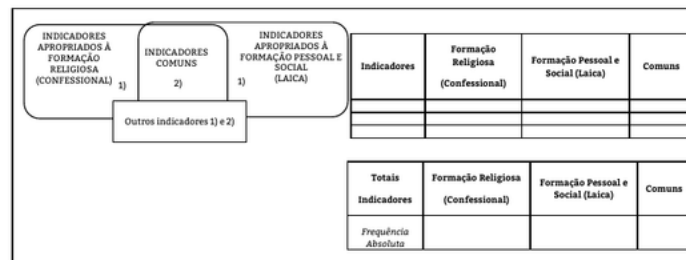 INDICADORES
APROPRIADOS À
FORMAÇÃO
RELIGIOSA
(CONFESSIONAL) 1)
INDICADORES
COMUNS
2)
INDICADORES
APROPRIADOS À
FORMAÇÃO PESSOAL E
SOCIAL
1) (LAICA)
Outros indicadores 1) e 2)
Indicadores
Formação
Religiosa
(Confessional)
Formação Pessoal e
Social (Laica)
Comuns
Totais
Indicadores
Formação Religiosa
(Confessional)
Formação Pessoal e
Social (Laica)
Comuns
Frequência
Absoluta